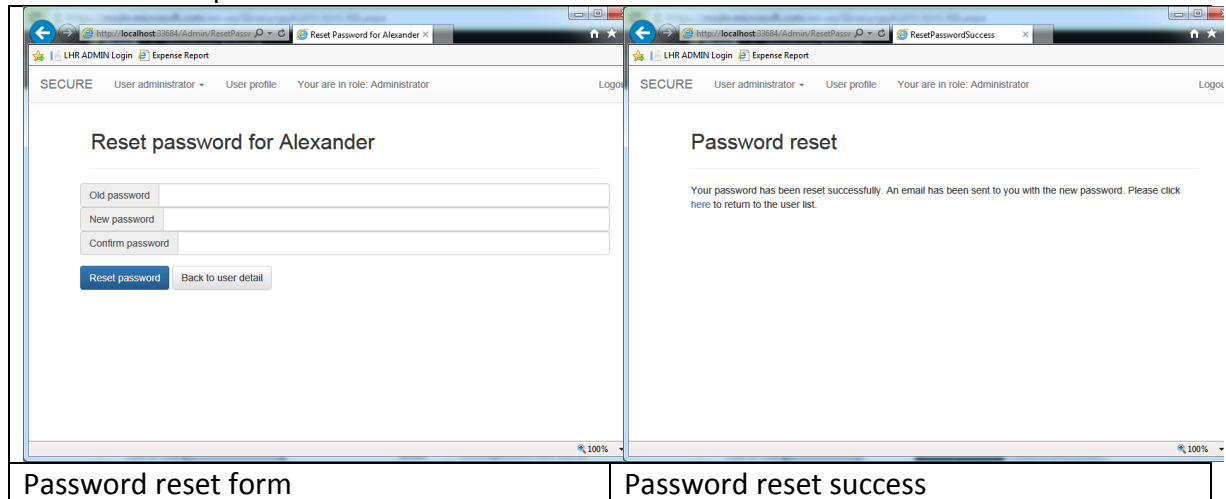 http://localhost:33684/Admin/ResetPassv
Reset Password for Alexander
LHR ADMIN Login Expense Report
SECURE User administrator User profile Your are in role: Administrator Logou
Reset password for Alexander
Old password
New password
Confirm password
Reset password Back to user detail
100%
Password reset form
http://localhost:33684/Admin/ResetPassv
ResetPasswordSuccess
LHR ADMIN Login Expense Report
SECURE User administrator User profile Your are in role: Administrator Logou
Password reset
Your password has been reset successfully. An email has been sent to you with the new password. Please click
here to return to the user list.
100%
Password reset success